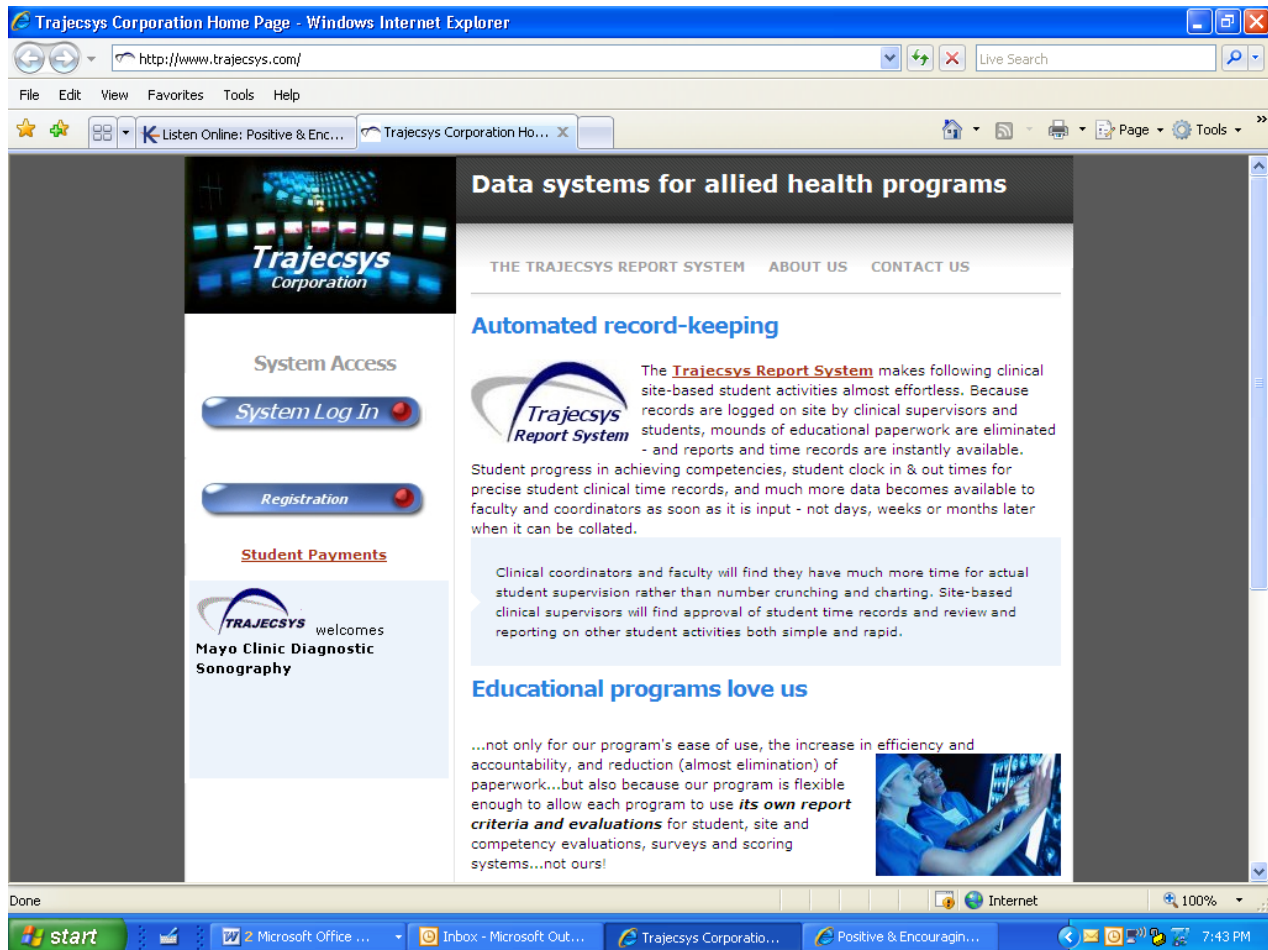 Trajecsys Corporation Home Page - Windows Internet Explorer
http://www.trajecsys.com/
Live Search
File Edit View Favorites Tools Help
Listen Online: Positive & Enc...
Trajecsys Corporation Ho... X
Page
Tools
»
Trajecsys
Corporation
Data systems for allied health programs
THE TRAJECSYS REPORT SYSTEM ABOUT US CONTACT US
System Access
System Log In
Registration
Student Payments
TRAJECSYS welcomes
Mayo Clinic Diagnostic
Sonography
Automated record-keeping
Trajecsys
Report System
The Trajecsys Report System makes following clinical
site-based student activities almost effortless. Because
records are logged on site by clinical supervisors and
students, mounds of educational paperwork are eliminated
- and reports and time records are instantly available.
Student progress in achieving competencies, student clock in & out times for
precise student clinical time records, and much more data becomes available to
faculty and coordinators as soon as it is input - not days, weeks or months later
when it can be collated.
Clinical coordinators and faculty will find they have much more time for actual
student supervision rather than number crunching and charting. Site-based
clinical supervisors will find approval of student time records and review and
reporting on other student activities both simple and rapid.
Educational programs love us
...not only for our program's ease of use, the increase in efficiency and
accountability, and reduction (almost elimination) of
paperwork...but also because our program is flexible
enough to allow each program to use its own report
criteria and evaluations for student, site and
competency evaluations, surveys and scoring
systems...not ours!
Done
Internet
100%
start
2 Microsoft Office ...
Inbox - Microsoft Out...
Trajecsys Corporatio...
Positive & Encouragin...
7:43 PM